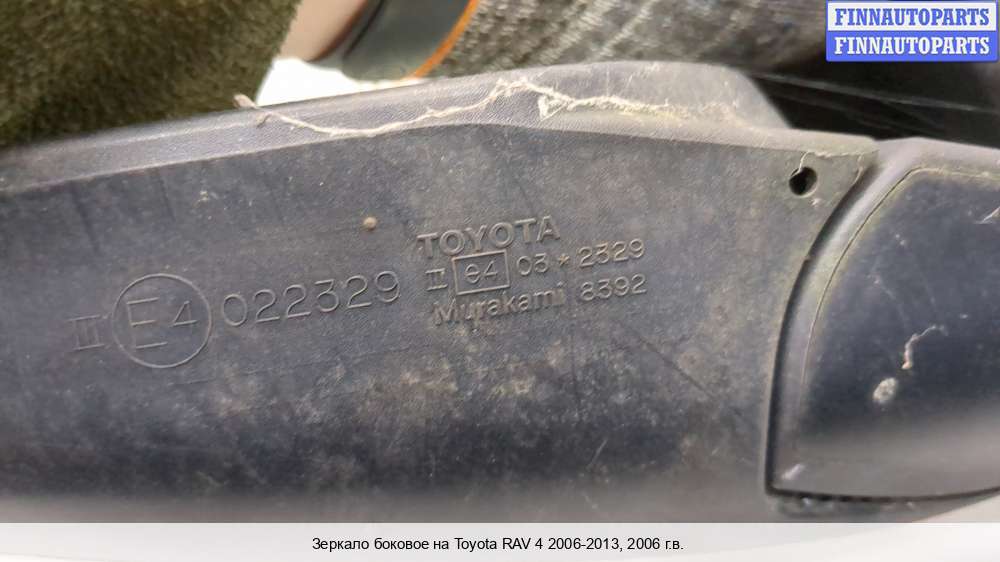 FINNAUTOPARTS
FINNAUTOPARTS
TOYOTA
II e4 03*2329
III E4 022329
Murakami 8392
Зеркало боковое на Toyota RAV 4 2006-2013, 2006 г.в.